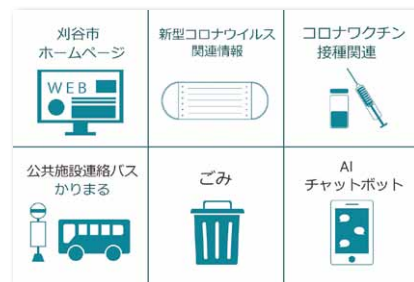 刈谷市
ホームページ
WEB
新型コロナウイルス
関連情報
コロナワクチン
接種関連
公共施設連絡バス
かりまる
ごみ
AI
チャットボット